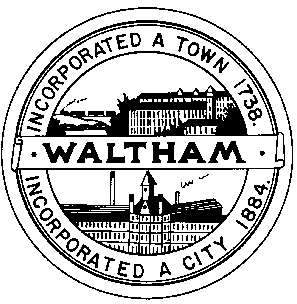 INCORPORATED A TOWN 1738.
· WALTHAM ·
INCORPORATED A CITY 1884.